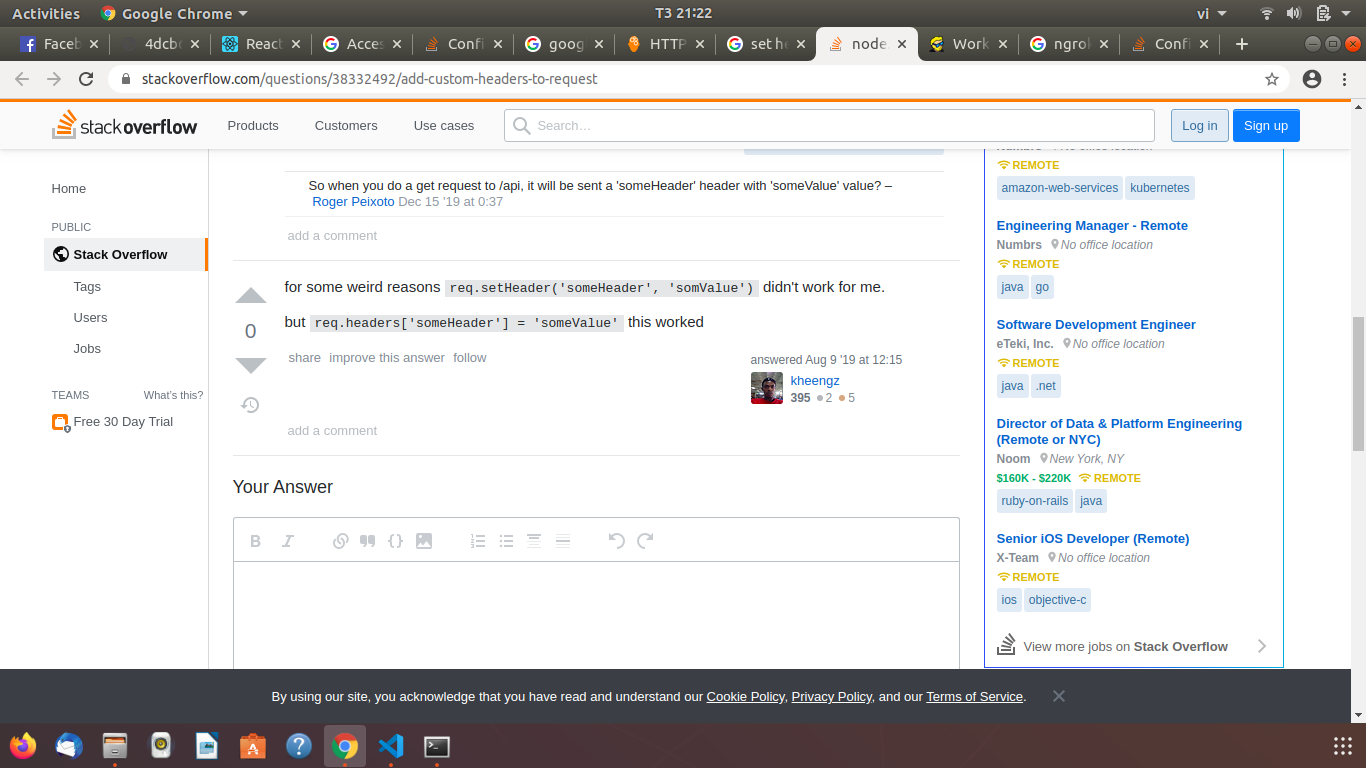 Activities
Google Chrome
T3 21:22
vi
Faceb
4dcb
React
Acces
Confi
goog
HTTP
set he
node.
Work
ngrol
Confi
stackoverflow.com/questions/38332492/add-custom-headers-to-request
stackoverflow
Products
Customers
Use cases
Search…
Log in
Sign up
Home
PUBLIC
Stack Overflow
Tags
Users
Jobs
TEAMS
What's this?
Free 30 Day Trial
So when you do a get request to /api, it will be sent a 'someHeader' header with 'someValue' value? –
Roger Peixoto Dec 15 '19 at 0:37
add a comment
for some weird reasons req.setHeader('someHeader', 'somValue') didn't work for me.
0
but req.headers['someHeader'] = 'someValue' this worked
share improve this answer follow
answered Aug 9 '19 at 12:15
kheengz
395 2 5
add a comment
Your Answer
B I
Numbrs No office location
REMOTE
amazon-web-services kubernetes
Engineering Manager - Remote
Numbrs No office location
REMOTE
java go
Software Development Engineer
eTeki, Inc. No office location
REMOTE
java .net
Director of Data & Platform Engineering
(Remote or NYC)
Noom New York, NY
$160K - $220K REMOTE
ruby-on-rails java
Senior iOS Developer (Remote)
X-Team No office location
REMOTE
ios objective-c
View more jobs on Stack Overflow
By using our site, you acknowledge that you have read and understand our Cookie Policy, Privacy Policy, and our Terms of Service.